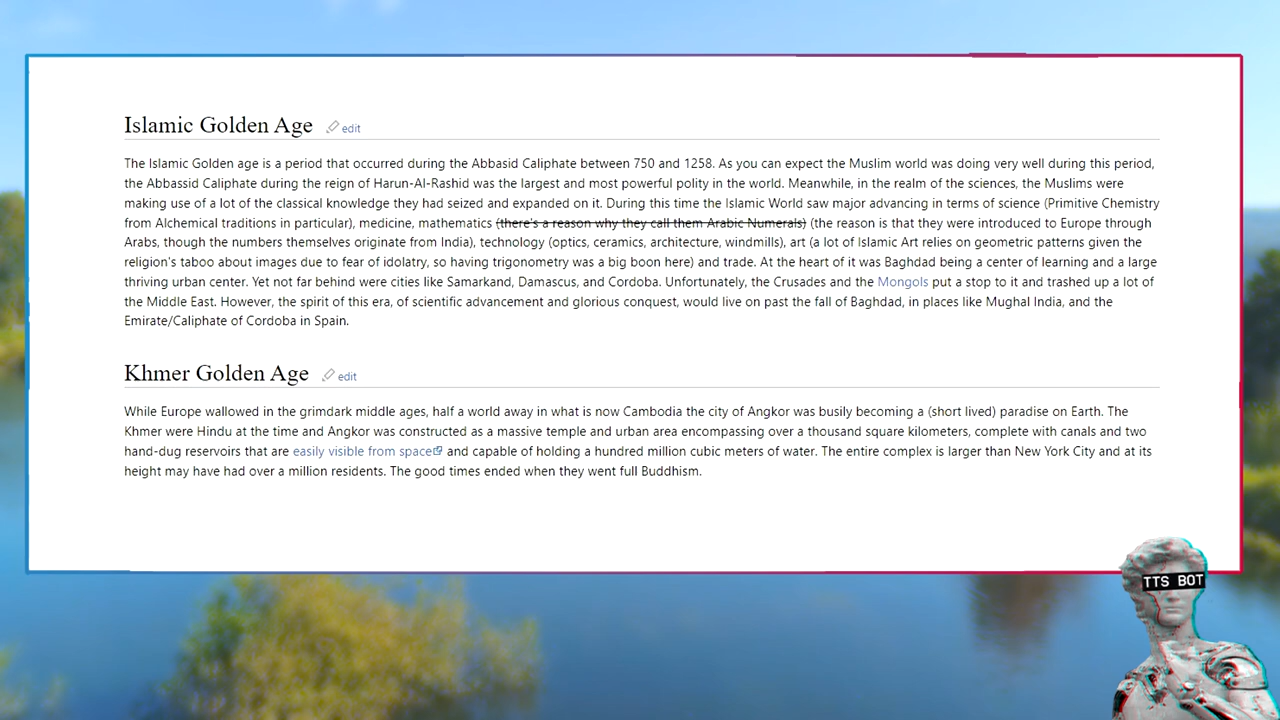 Islamic Golden Age edit
The Islamic Golden age is a period that occurred during the Abbasid Caliphate between 750 and 1258. As you can expect the Muslim world was doing very well during this period,
the Abbassid Caliphate during the reign of Harun-Al-Rashid was the largest and most powerful polity in the world. Meanwhile, in the realm of the sciences, the Muslims were
making use of a lot of the classical knowledge they had seized and expanded on it. During this time the Islamic World saw major advancing in terms of science (Primitive Chemistry
from Alchemical traditions in particular), medicine, mathematics (there's a reason why they call them Arabic Numerals) (the reason is that they were introduced to Europe through
Arabs, though the numbers themselves originate from India), technology (optics, ceramics, architecture, windmills), art (a lot of Islamic Art relies on geometric patterns given the
religion's taboo about images due to fear of idolatry, so having trigonometry was a big boon here) and trade. At the heart of it was Baghdad being a center of learning and a large
thriving urban center. Yet not far behind were cities like Samarkand, Damascus, and Cordoba. Unfortunately, the Crusades and the Mongols put a stop to it and trashed up a lot of
the Middle East. However, the spirit of this era, of scientific advancement and glorious conquest, would live on past the fall of Baghdad, in places like Mughal India, and the
Emirate/Caliphate of Cordoba in Spain.
Khmer Golden Age edit
While Europe wallowed in the grimdark middle ages, half a world away in what is now Cambodia the city of Angkor was busily becoming a (short lived) paradise on Earth. The
Khmer were Hindu at the time and Angkor was constructed as a massive temple and urban area encompassing over a thousand square kilometers, complete with canals and two
hand-dug reservoirs that are easily visible from space and capable of holding a hundred million cubic meters of water. The entire complex is larger than New York City and at its
height may have had over a million residents. The good times ended when they went full Buddhism.
TTS BOT